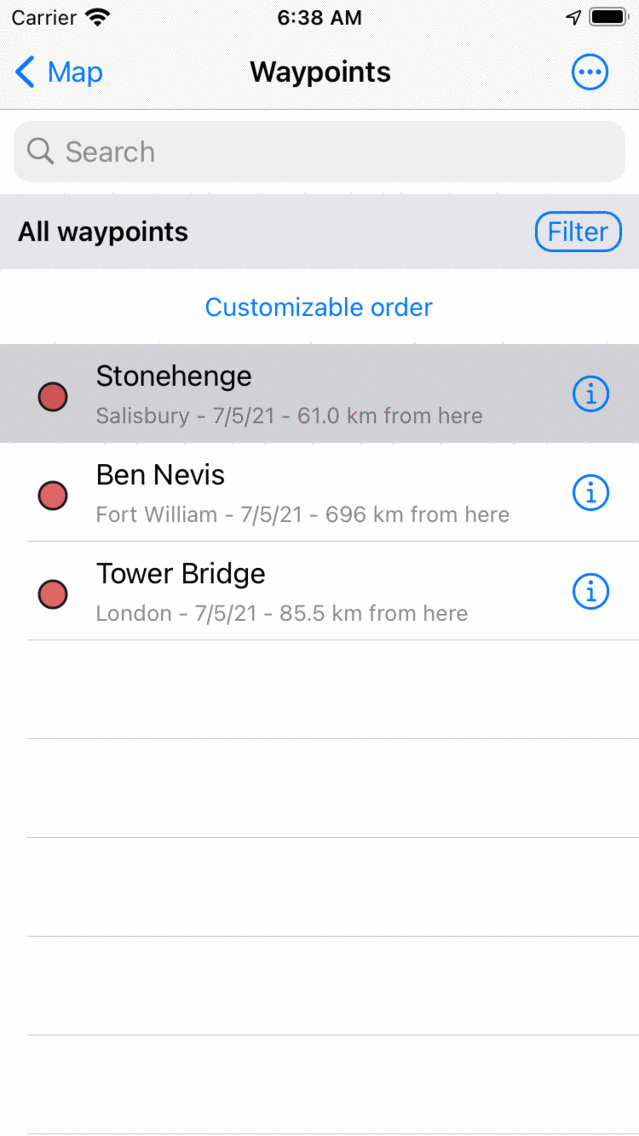 Carrier 6:38 AM
Map Waypoints
Search
All waypoints Filter
Customizable order
Stonehenge
Salisbury - 7/5/21 - 61.0 km from here
Ben Nevis
Fort William - 7/5/21 - 696 km from here
Tower Bridge
London - 7/5/21 - 85.5 km from here